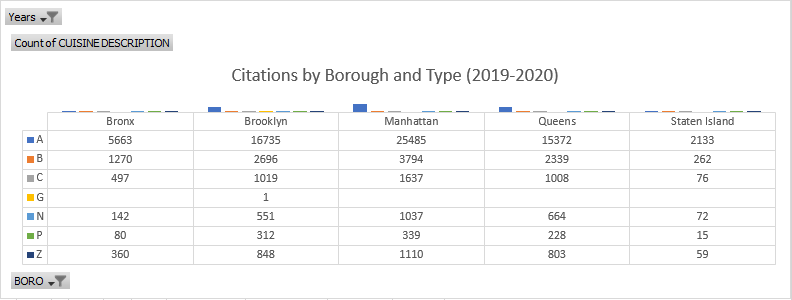 Years
Count of CUISINE DESCRIPTION
Citations by Borough and Type (2019-2020)
Bronx Brooklyn Manhattan Queens Staten Island
A 5663 16735 25485 15372 2133
B 1270 2696 3794 2339 262
C 497 1019 1637 1008 76
G 1
N 142 551 1037 664 72
P 80 312 339 228 15
Z 360 848 1110 803 59
BORO